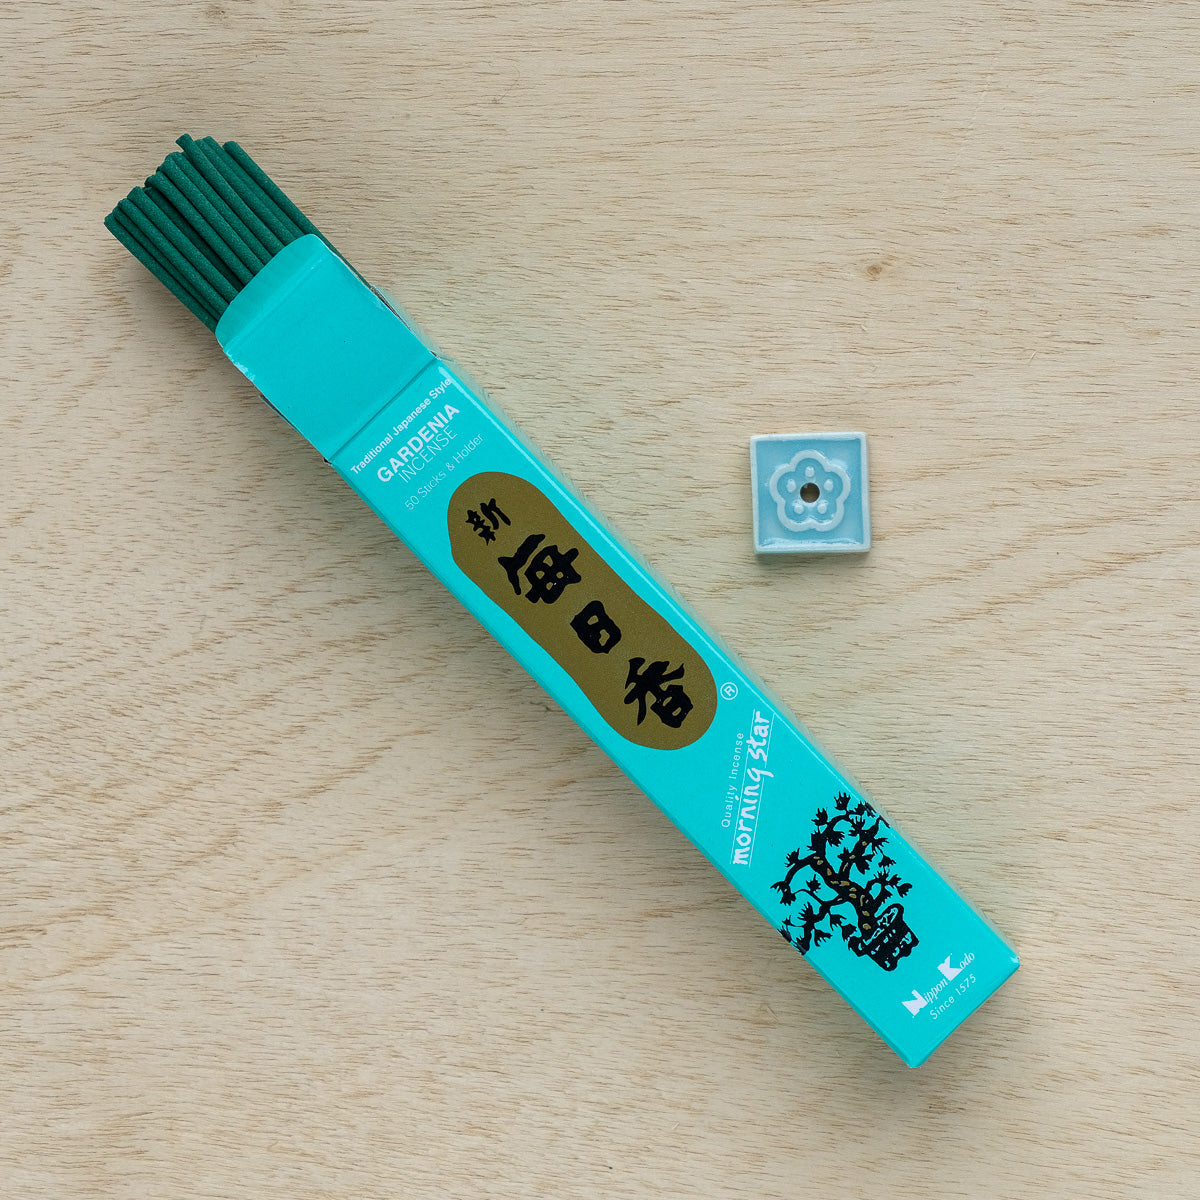 Traditional Japanese Style
GARDENIA
INCENSE
50 Sticks & Holder
新
毎日香
®
Quality Incense
morning star
Nippon Kodo
Since 1575